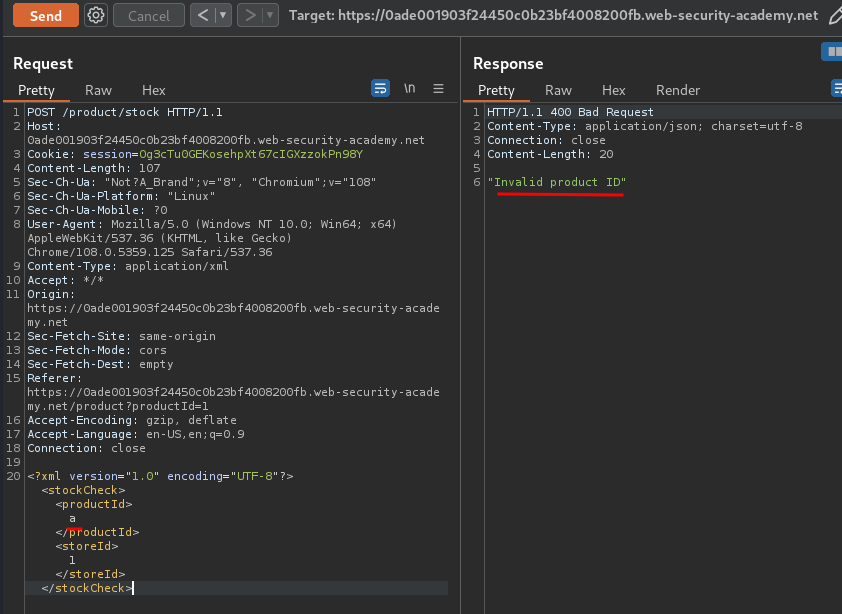 Send
Cancel
<
>
Target: https://0ade001903f24450c0b23bf4008200fb.web-security-academy.net
Request
Pretty Raw Hex
\n
1 POST /product/stock HTTP/1.1
2 Host:
0ade001903f24450c0b23bf4008200fb.web-security-academy.net
3 Cookie: session=Og3cTu0GEKosehpXt67cIGXzzokPn98Y
4 Content-Length: 107
5 Sec-Ch-Ua: "Not?A_Brand";v="8", "Chromium";v="108"
6 Sec-Ch-Ua-Platform: "Linux"
7 Sec-Ch-Ua-Mobile: ?0
8 User-Agent: Mozilla/5.0 (Windows NT 10.0; Win64; x64)
AppleWebKit/537.36 (KHTML, like Gecko)
Chrome/108.0.5359.125 Safari/537.36
9 Content-Type: application/xml
10 Accept: */*
11 Origin:
https://0ade001903f24450c0b23bf4008200fb.web-security-acade
my.net
12 Sec-Fetch-Site: same-origin
13 Sec-Fetch-Mode: cors
14 Sec-Fetch-Dest: empty
15 Referer:
https://0ade001903f24450c0b23bf4008200fb.web-security-acade
my.net/product?productId=1
16 Accept-Encoding: gzip, deflate
17 Accept-Language: en-US,en;q=0.9
18 Connection: close
19
20 <?xml version="1.0" encoding="UTF-8"?>
<stockCheck>
<productId>
a
</productId>
<storeId>
1
</storeId>
</stockCheck>
Response
Pretty Raw Hex Render
1 HTTP/1.1 400 Bad Request
2 Content-Type: application/json; charset=utf-8
3 Connection: close
4 Content-Length: 20
5
6 "Invalid product ID"